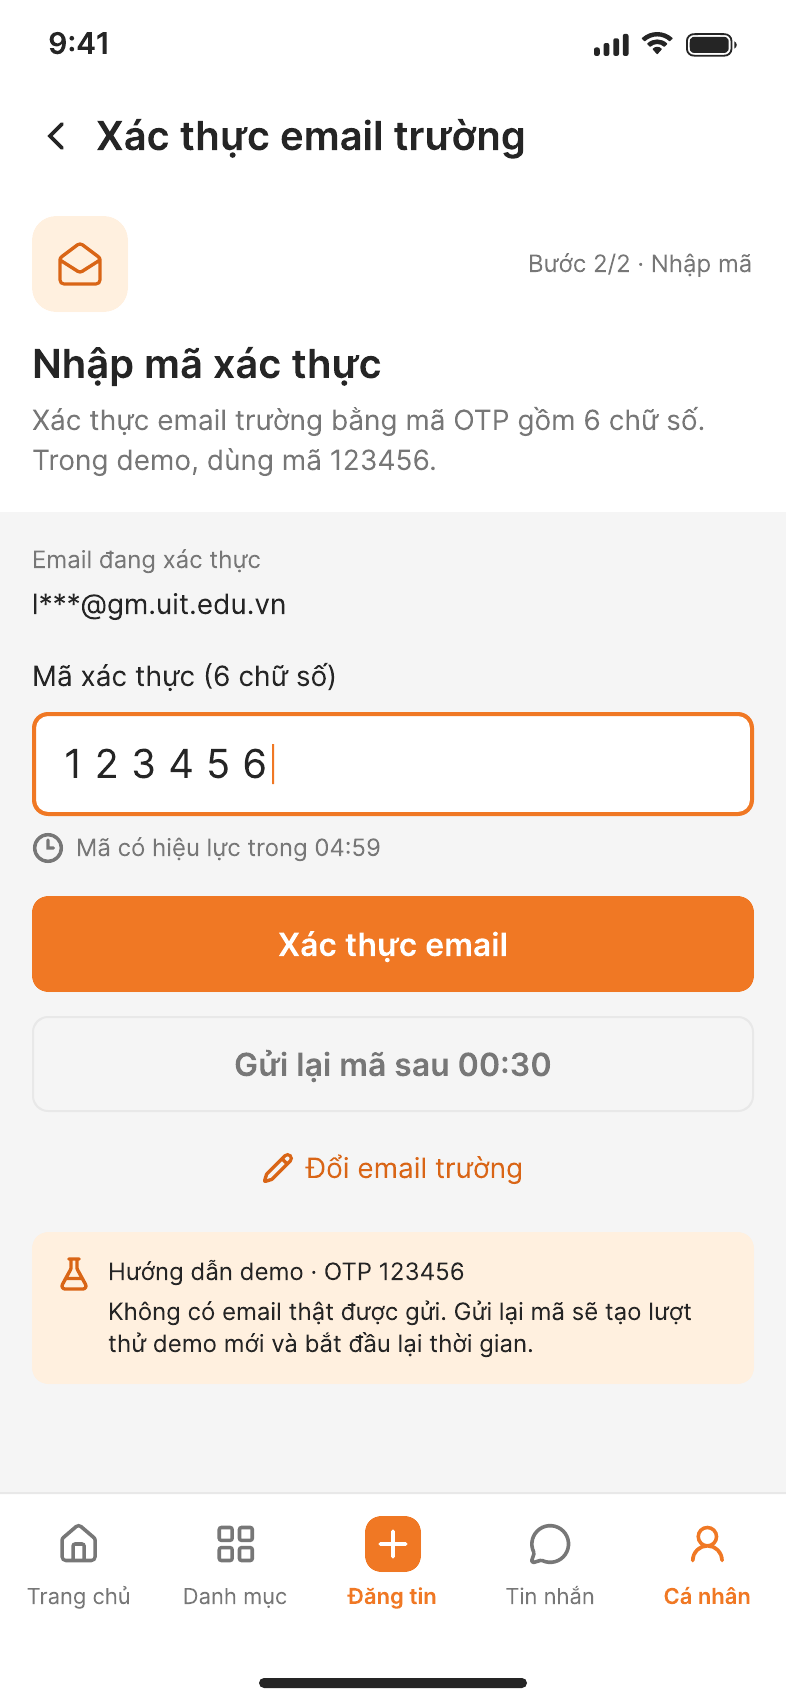 9:41
Xác thực email trường
Bước 2/2 · Nhập mã
Nhập mã xác thực
Xác thực email trường bằng mã OTP gồm 6 chữ số.
Trong demo, dùng mã 123456.
Email đang xác thực
l***@gm.uit.edu.vn
Mã xác thực (6 chữ số)
1 2 3 4 5 6
Mã có hiệu lực trong 04:59
Xác thực email
Gửi lại mã sau 00:30
Đổi email trường
Hướng dẫn demo · OTP 123456
Không có email thật được gửi. Gửi lại mã sẽ tạo lượt
thử demo mới và bắt đầu lại thời gian.
Trang chủ
Danh mục
Đăng tin
Tin nhắn
Cá nhân